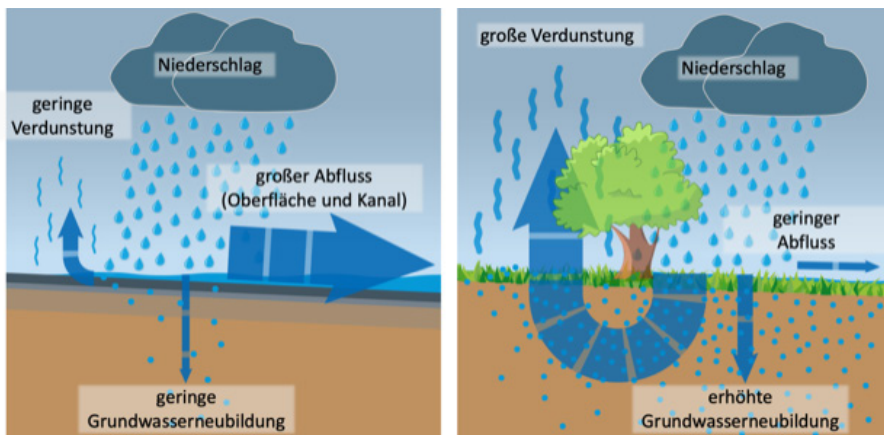 Niederschlag
geringe
Verdunstung
großer Abfluss
(Oberfläche und Kanal)
geringe
Grundwasserneubildung
große Verdunstung
Niederschlag
geringer
Abfluss
erhöhte
Grundwasserneubildung